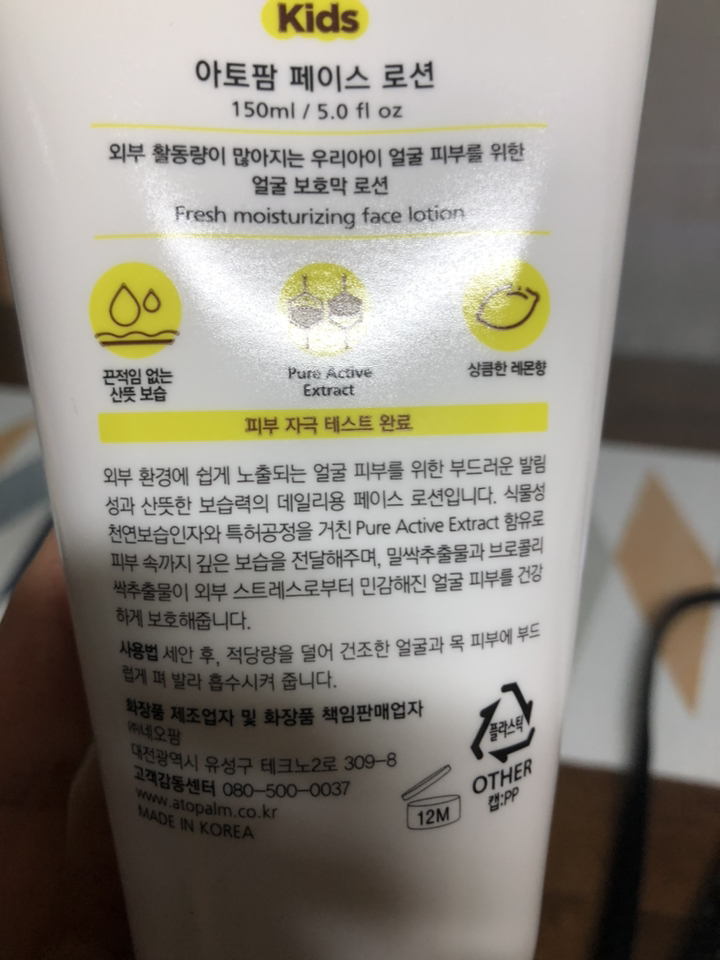 Kids
아토팜 페이스 로션
150ml / 5.0 fl oz
외부 활동량이 많아지는 우리아이 얼굴 피부를 위한
얼굴 보호막 로션
Fresh moisturizing face lotion
끈적임 없는
산뜻 보습
Pure Active
Extract
상큼한 레몬향
피부 자극 테스트 완료
외부 환경에 쉽게 노출되는 얼굴 피부를 위한 부드러운 발림
성과 산뜻한 보습력의 데일리용 페이스 로션입니다. 식물성
천연보습인자와 특허공정을 거친 Pure Active Extract 함유로
피부 속까지 깊은 보습을 전달해주며, 밀싹추출물과 브로콜리
싹추출물이 외부 스트레스로부터 민감해진 얼굴 피부를 건강
하게 보호해줍니다.
사용법 세안 후, 적당량을 덜어 건조한 얼굴과 목 피부에 부드
럽게 펴 발라 흡수시켜 줍니다.
화장품 제조업자 및 화장품 책임판매업자
㈜네오팜
대전광역시 유성구 테크노2로 309-8
고객감동센터 080-500-0037
www.atopalm.co.kr
MADE IN KOREA
12M
플라스틱
OTHER
캡:PP